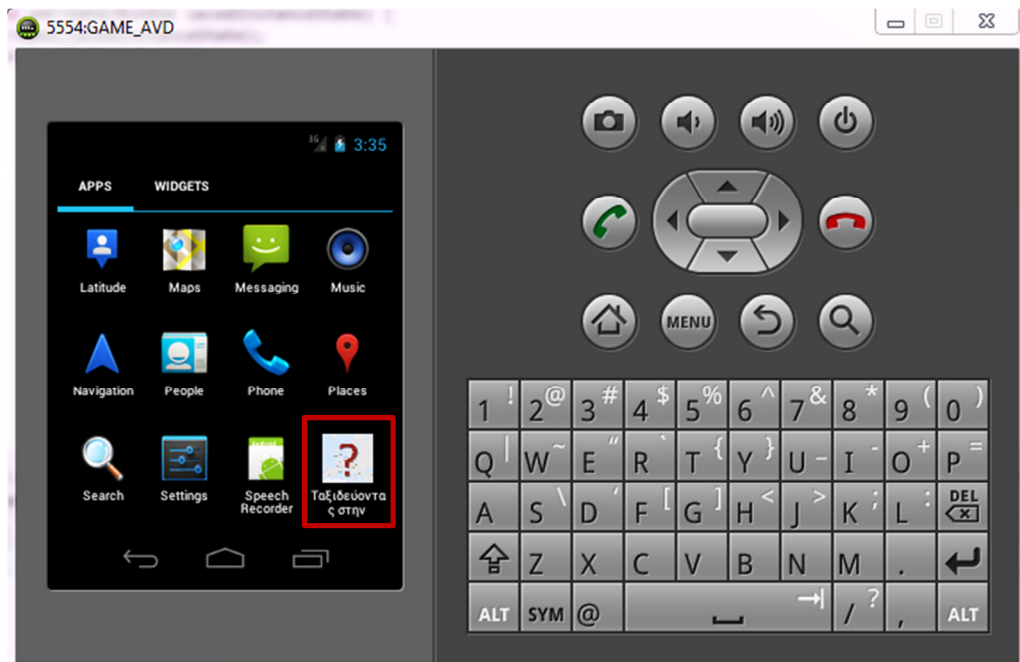 5554:GAME_AVD
3G 3:35
APPS WIDGETS
Latitude Maps Messaging Music
Navigation People Phone Places
Search Settings Speech Recorder Ταξιδεύοντα
ς στην
MENU
1 ! 2 @ 3 # 4 $ 5 % 6 ^ 7 & 8 * 9 ( 0 )
Q | W ~ E " R ` T { Y } U _ I - O + P =
A S \ D ' F [ G ] H < J > K ; L : DEL
Z X C V B N M .
ALT SYM @ / ? , ALT